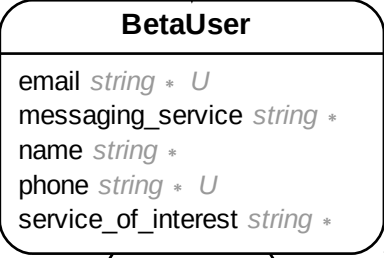 BetaUser
email string * U
messaging_service string *
name string *
phone string * U
service_of_interest string *